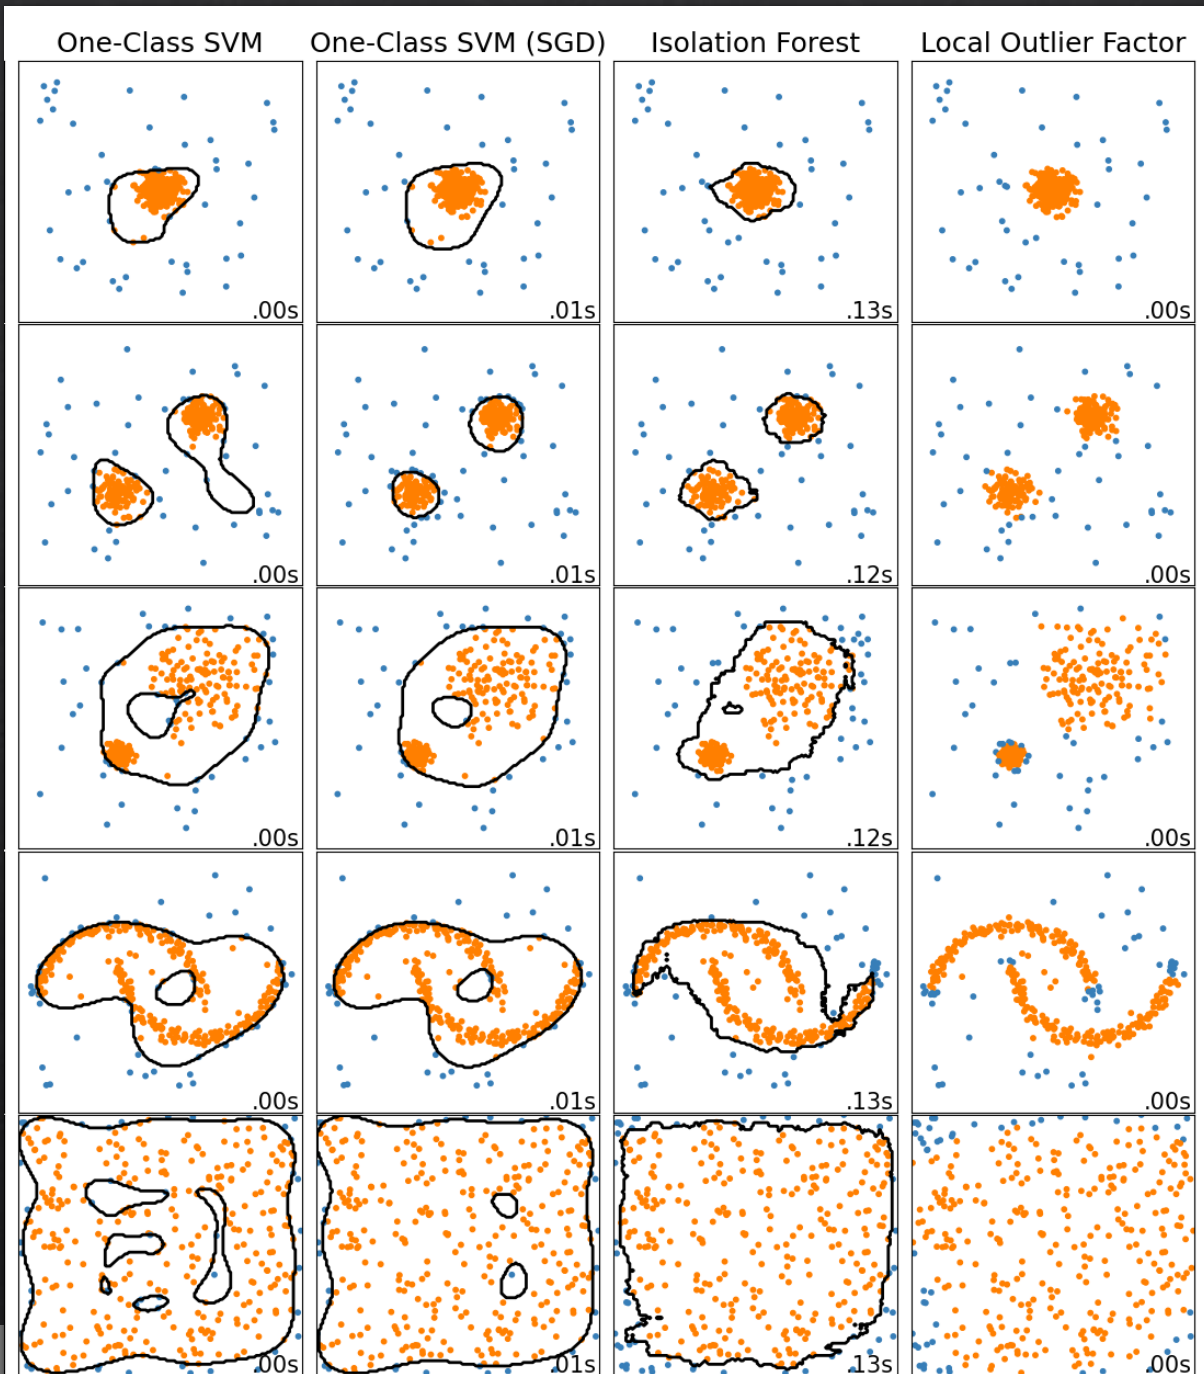 One-Class SVM One-Class SVM (SGD) Isolation Forest Local Outlier Factor
.00s .01s .13s .00s
.00s .01s .12s .00s
.00s .01s .12s .00s
.00s .01s .13s .00s
.00s .01s .13s .00s